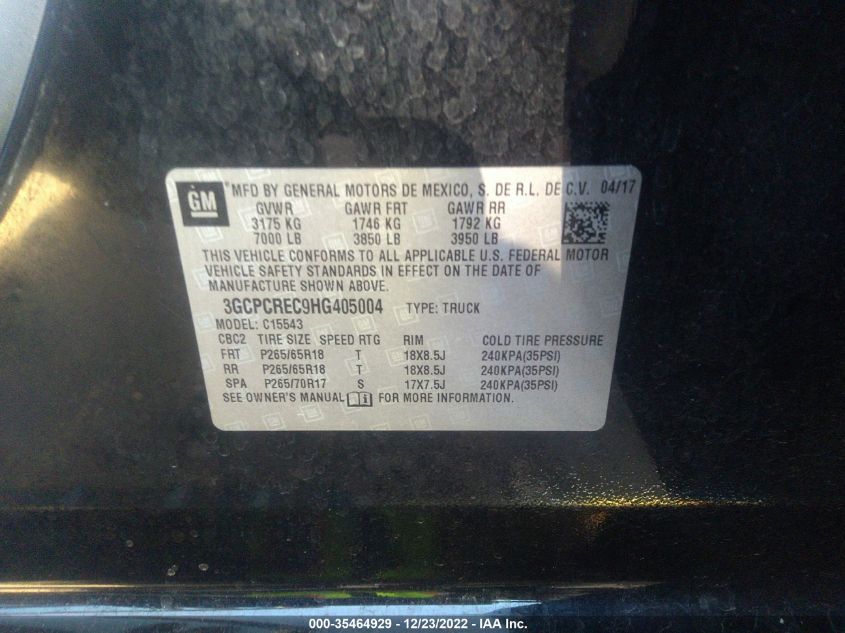 GM ® MFD BY GENERAL MOTORS DE MEXICO, S. DE R.L. DE C.V. 04/17
GVWR GAWR FRT GAWR RR
3175 KG 1746 KG 1792 KG
7000 LB 3850 LB 3950 LB
THIS VEHICLE CONFORMS TO ALL APPLICABLE U.S. FEDERAL MOTOR
VEHICLE SAFETY STANDARDS IN EFFECT ON THE DATE OF
MANUFACTURE SHOWN ABOVE.
3GCPCREC9HG405004 TYPE: TRUCK
MODEL: C15543
CBC2 TIRE SIZE SPEED RTG RIM COLD TIRE PRESSURE
FRT P265/65R18 T 18X8.5J 240KPA(35PSI)
RR P265/65R18 T 18X8.5J 240KPA(35PSI)
SPA P265/70R17 S 17X7.5J 240KPA(35PSI)
SEE OWNER'S MANUAL FOR MORE INFORMATION.
000-35464929 - 12/23/2022 - IAA Inc.